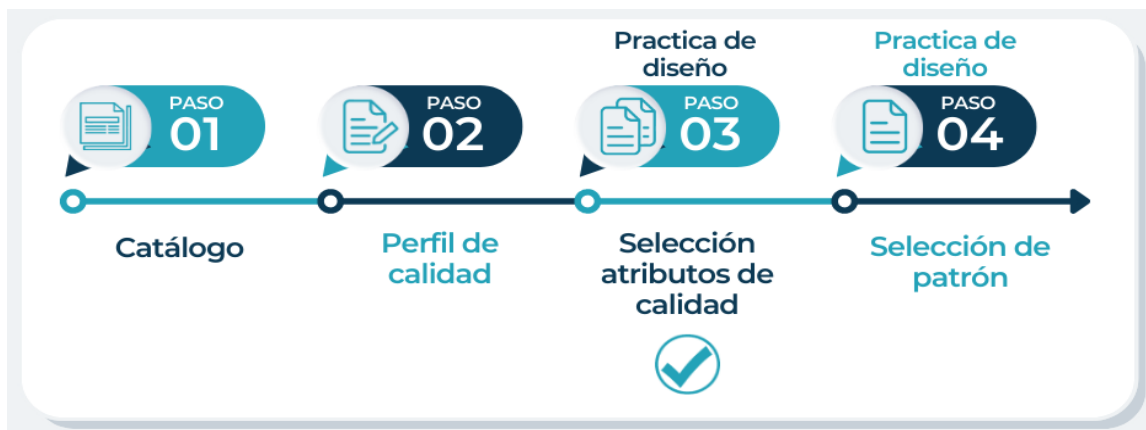 Practica de
diseño
Practica de
diseño
PASO
01
PASO
02
PASO
03
PASO
04
Catálogo
Perfil de
calidad
Selección
atributos de
calidad
Selección de
patrón